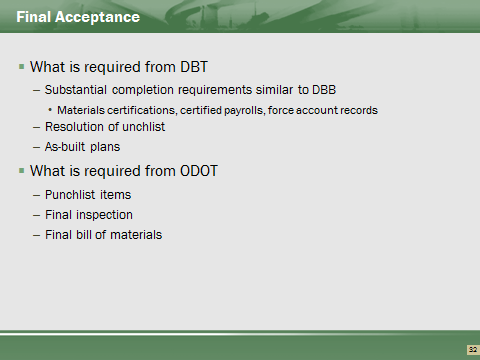 Final Acceptance
▪ What is required from DBT
– Substantial completion requirements similar to DBB
• Materials certifications, certified payrolls, force account records
– Resolution of unchlist
– As-built plans
▪ What is required from ODOT
– Punchlist items
– Final inspection
– Final bill of materials
32